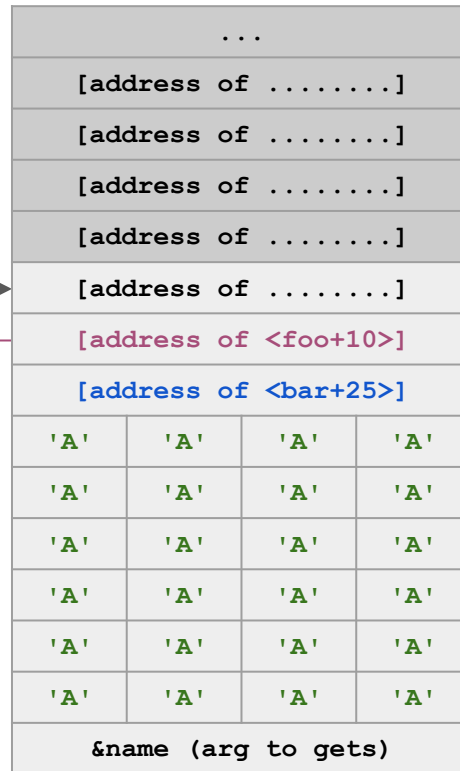 ...
[address of ........]
[address of ........]
[address of ........]
[address of ........]
[address of ........]
[address of <foo+10>]
[address of <bar+25>]
'A' 'A' 'A' 'A'
'A' 'A' 'A' 'A'
'A' 'A' 'A' 'A'
'A' 'A' 'A' 'A'
'A' 'A' 'A' 'A'
'A' 'A' 'A' 'A'
&name (arg to gets)